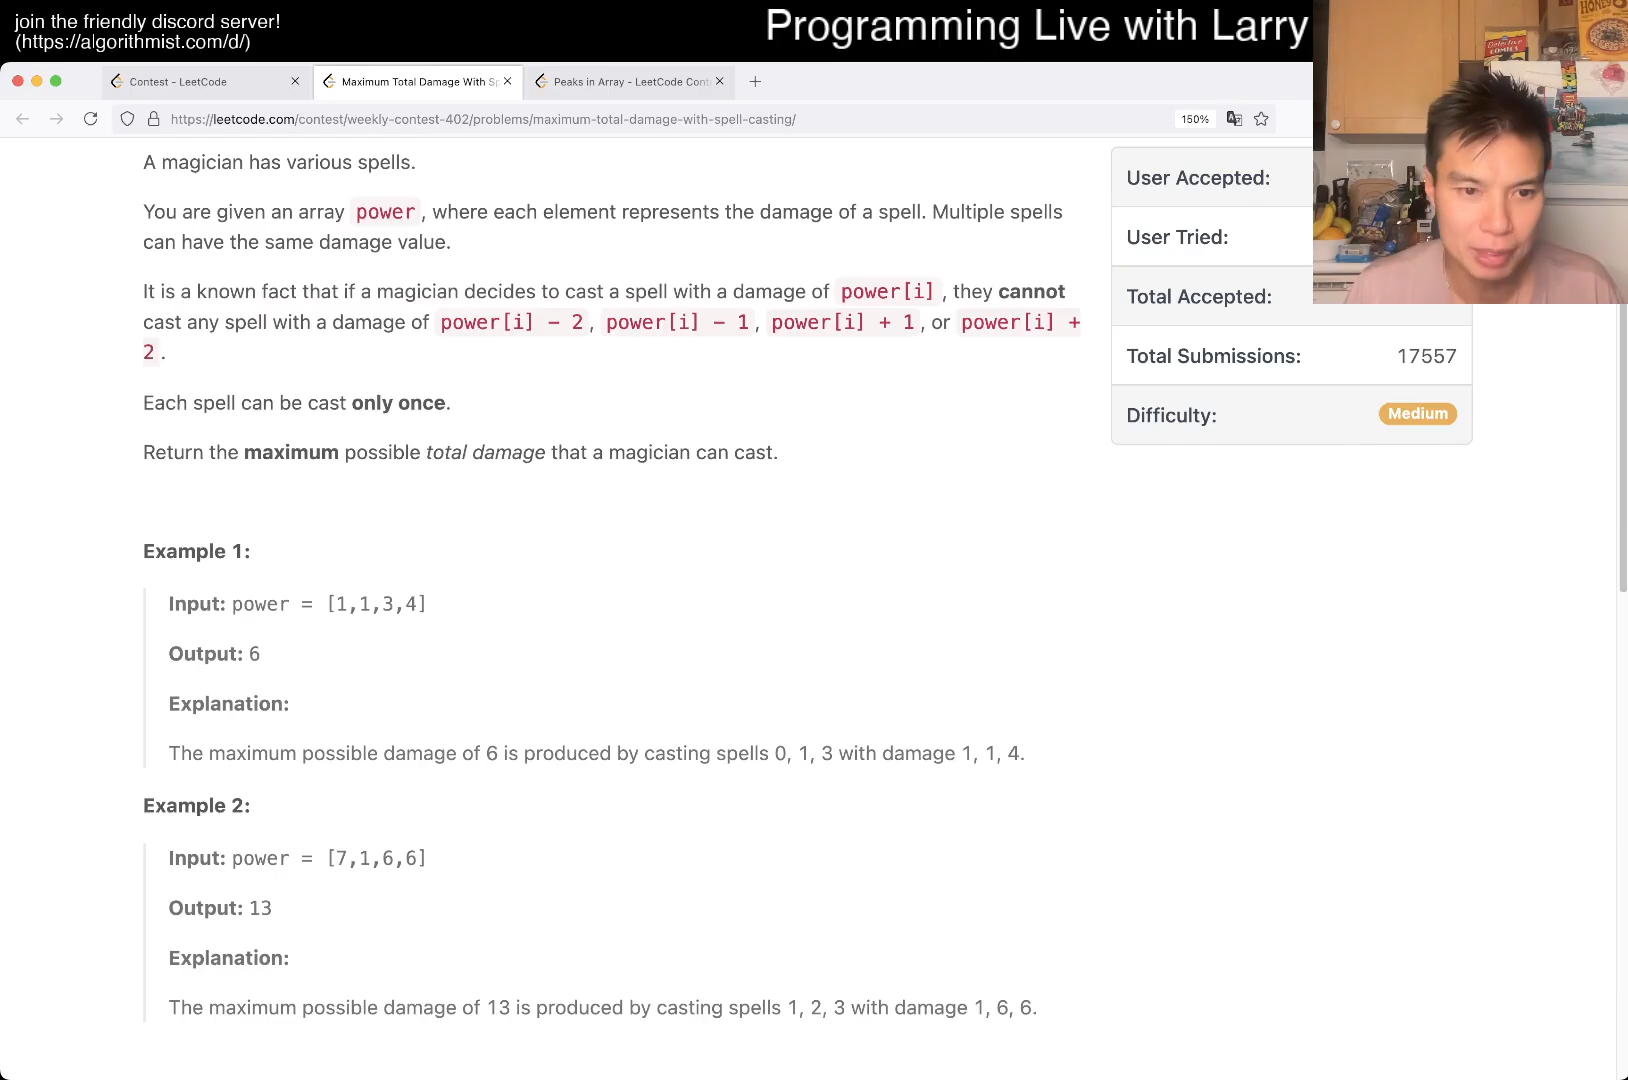 join the friendly discord server!
(https://algorithmist.com/d/)
Programming Live with Larry
Contest - LeetCode
Maximum Total Damage With Sp
Peaks in Array - LeetCode Cont
https://leetcode.com/contest/weekly-contest-402/problems/maximum-total-damage-with-spell-casting/
150%
A magician has various spells.
You are given an array power, where each element represents the damage of a spell. Multiple spells
can have the same damage value.
It is a known fact that if a magician decides to cast a spell with a damage of power[i], they cannot
cast any spell with a damage of power[i] - 2, power[i] - 1, power[i] + 1, or power[i] +
2.
Each spell can be cast only once.
Return the maximum possible total damage that a magician can cast.
User Accepted:
User Tried:
Total Accepted:
Total Submissions: 17557
Difficulty: Medium
Example 1:
Input: power = [1,1,3,4]
Output: 6
Explanation:
The maximum possible damage of 6 is produced by casting spells 0, 1, 3 with damage 1, 1, 4.
Example 2:
Input: power = [7,1,6,6]
Output: 13
Explanation:
The maximum possible damage of 13 is produced by casting spells 1, 2, 3 with damage 1, 6, 6.